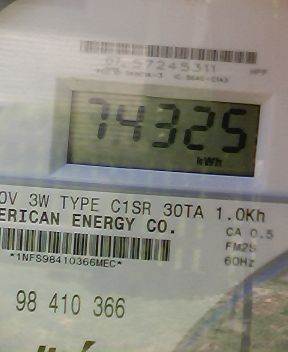 57245311
74325
kWh
0V 3W TYPE C1SR 30TA 1.0Kh
ERICAN ENERGY CO.
CA 0.5
FM2S
60Hz
*1NFS98410366MEC*
98 410 366